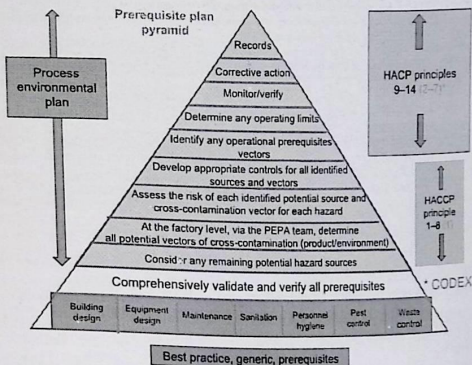 Prerequisite plan
pyramid
Process
environmental
plan
Records
Corrective action
Monitor/verify
Determine any operating limits
Identify any operational prerequisites
vectors
Develop appropriate controls for all identified
sources and vectors
Assess the risk of each identified potential source and
cross-contamination vector for each hazard
At the factory level, via the PEPA team, determine
all potential vectors of cross-contamination (product/environment)
Consider any remaining potential hazard sources
Comprehensively validate and verify all prerequisites
Building
design
Equipment
design
Maintenance
Sanitation
Personnel
hygiene
Pest
control
Waste
control
Best practice, generic, prerequisites
HACP principles
9–14 (2–7)*
HACCP
principle
1–8
* CODEX